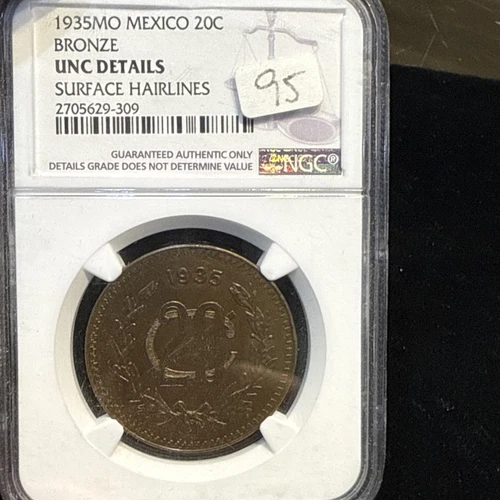 1935MO MEXICO 20C
BRONZE
UNC DETAILS
SURFACE HAIRLINES
2705629-309
95
GUARANTEED AUTHENTIC ONLY
DETAILS GRADE DOES NOT DETERMINE VALUE
NGC®
1935
20